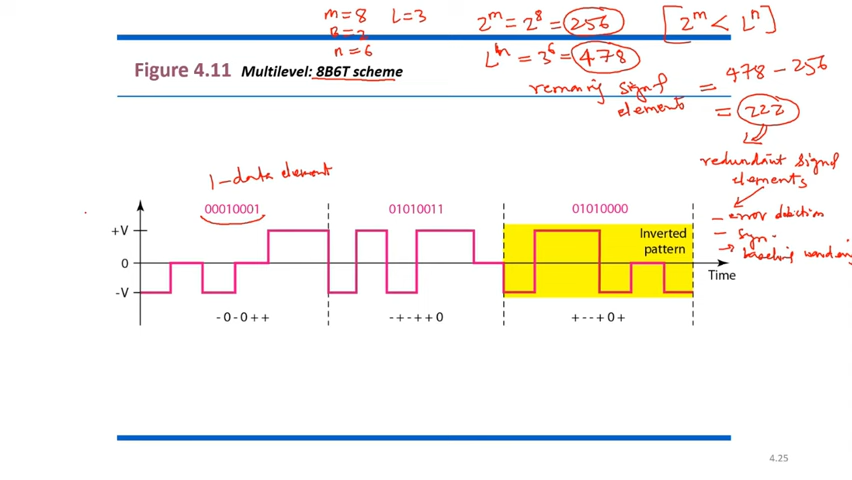 m = 8 L = 3
B = 2
n = 6
2^m = 2^8 = 256 [2^m < L^n]
L^n = 3^6 = 478
Figure 4.11 Multilevel: 8B6T scheme
remaining signal elements = 478 - 256
= 222
redundant signal
elements
- error detection
- syn.
-> baseline wandering
1-data element
00010001 01010011 01010000
+V
Inverted
pattern
0
Time
-V
- 0 - 0 + + - + - + + 0 + - - + 0 +
4.25